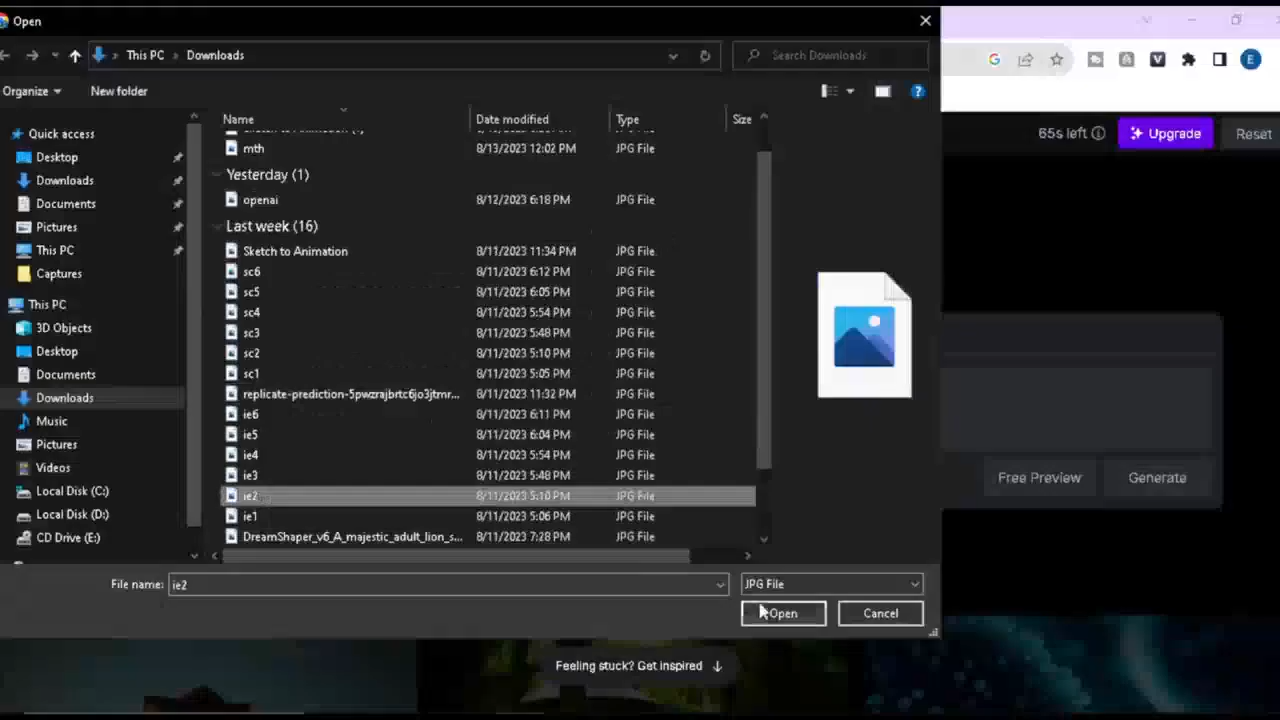 Open
This PC
Downloads
Search Downloads
Organize
New folder
Name
Date modified
Type
Size
Quick access
Desktop
Downloads
Documents
Pictures
This PC
Captures
This PC
3D Objects
Desktop
Documents
Downloads
Music
Pictures
Videos
Local Disk (C:)
Local Disk (D:)
CD Drive (E:)
mth 8/13/2023 12:02 PM JPG File
Yesterday (1)
openai 8/12/2023 6:18 PM JPG File
Last week (16)
Sketch to Animation 8/11/2023 11:34 PM JPG File
sc6 8/11/2023 6:12 PM JPG File
sc5 8/11/2023 6:05 PM JPG File
sc4 8/11/2023 5:54 PM JPG File
sc3 8/11/2023 5:48 PM JPG File
sc2 8/11/2023 5:10 PM JPG File
sc1 8/11/2023 5:05 PM JPG File
replicate-prediction-5pwzrajbrtc6jo3jtmr... 8/11/2023 11:32 PM JPG File
ie6 8/11/2023 6:11 PM JPG File
ie5 8/11/2023 6:04 PM JPG File
ie4 8/11/2023 5:54 PM JPG File
ie3 8/11/2023 5:48 PM JPG File
ie2 8/11/2023 5:10 PM JPG File
ie1 8/11/2023 5:06 PM JPG File
DreamShaper_v6_A_majestic_adult_lion_s... 8/11/2023 7:28 PM JPG File
File name: ie2
JPG File
Open
Cancel
E
V
65s left
Upgrade
Reset
Free Preview
Generate
Feeling stuck? Get inspired ↓